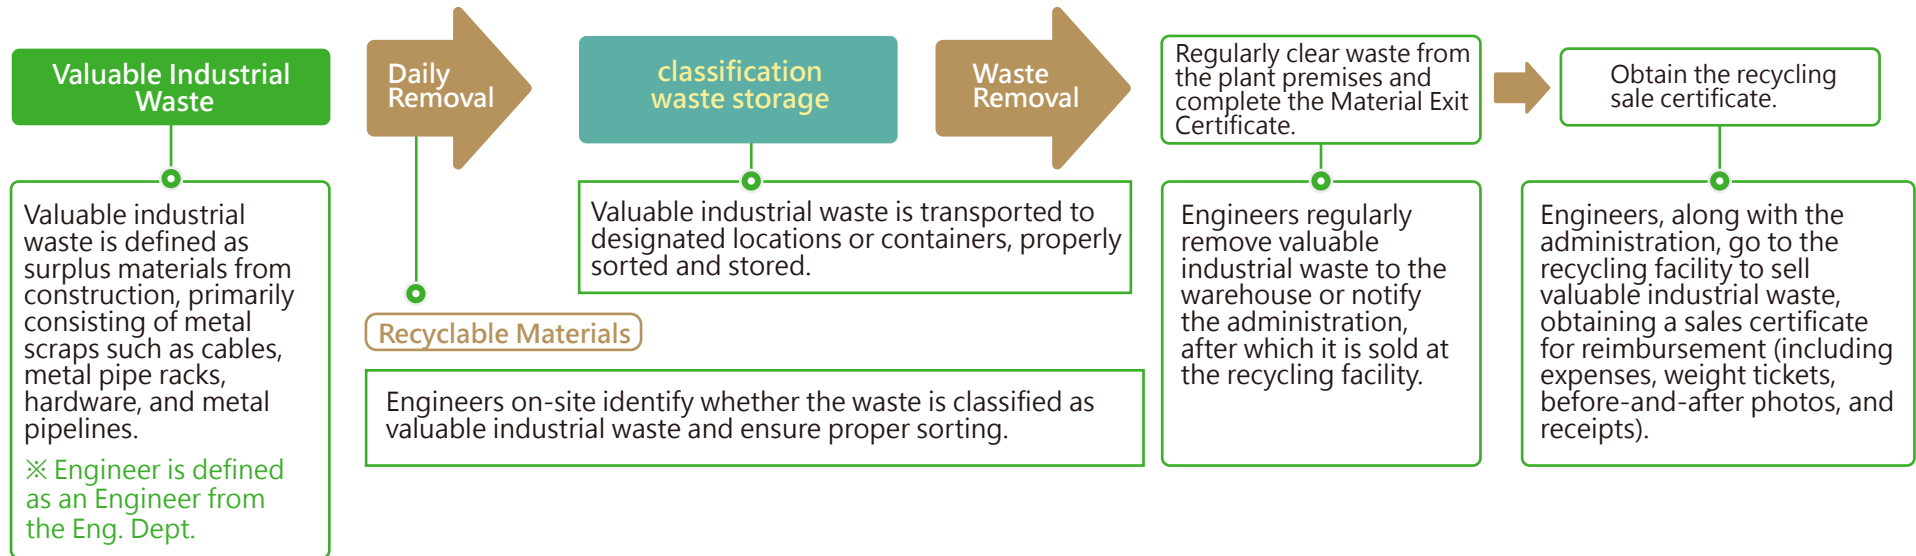 Valuable Industrial
Waste
Daily
Removal
classification
waste storage
Waste
Removal
Regularly clear waste from
the plant premises and
complete the Material Exit
Certificate.
Obtain the recycling
sale certificate.
Valuable industrial
waste is defined as
surplus materials from
construction, primarily
consisting of metal
scraps such as cables,
metal pipe racks,
hardware, and metal
pipelines.
※ Engineer is defined
as an Engineer from
the Eng. Dept.
Recyclable Materials
Engineers on-site identify whether the waste is classified as
valuable industrial waste and ensure proper sorting.
Valuable industrial waste is transported to
designated locations or containers, properly
sorted and stored.
Engineers regularly
remove valuable
industrial waste to the
warehouse or notify
the administration,
after which it is sold at
the recycling facility.
Engineers, along with the
administration, go to the
recycling facility to sell
valuable industrial waste,
obtaining a sales certificate
for reimbursement (including
expenses, weight tickets,
before-and-after photos, and
receipts).